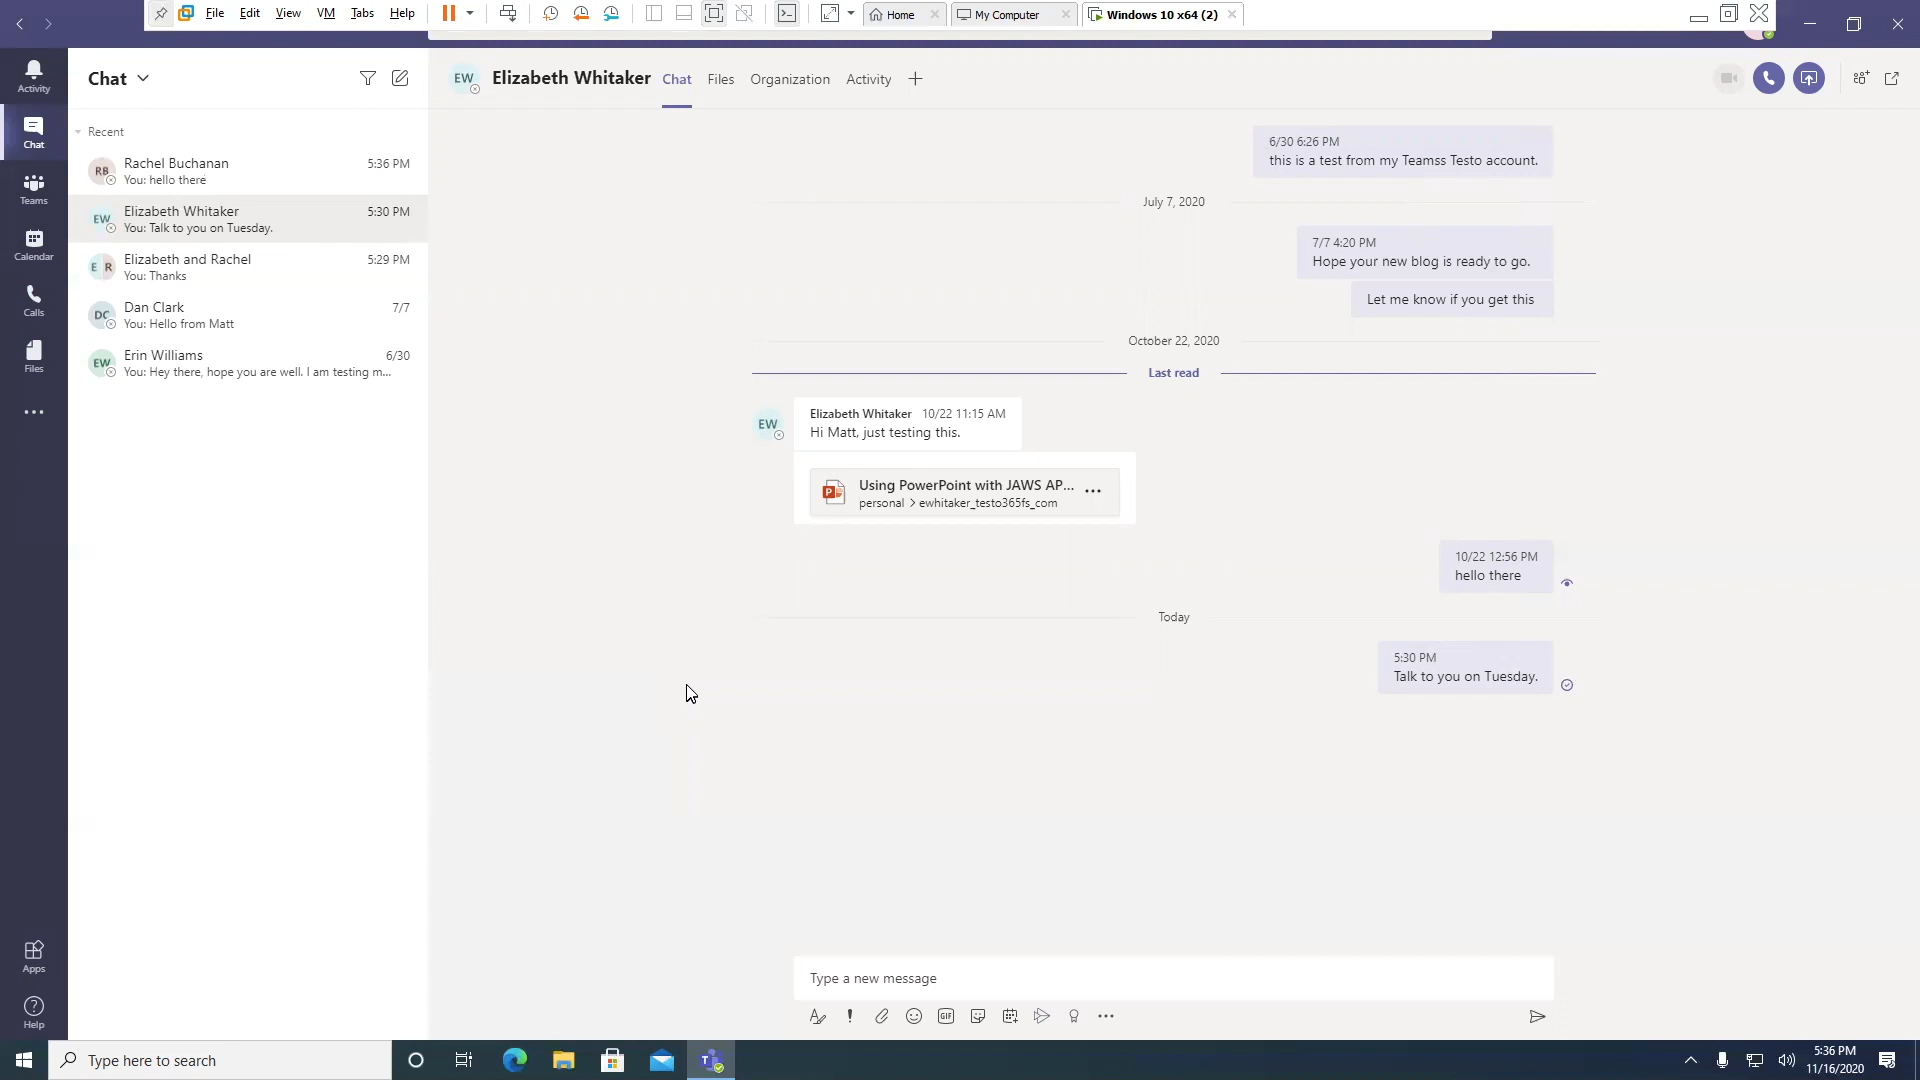 File Edit View VM Tabs Help
Home
My Computer
Windows 10 x64 (2)
Activity
Chat
Teams
Calendar
Calls
Files
Apps
Help
Chat
Recent
RB
Rachel Buchanan 5:36 PM
You: hello there
EW
Elizabeth Whitaker 5:30 PM
You: Talk to you on Tuesday.
E R
Elizabeth and Rachel 5:29 PM
You: Thanks
DC
Dan Clark 7/7
You: Hello from Matt
EW
Erin Williams 6/30
You: Hey there, hope you are well. I am testing m...
EW Elizabeth Whitaker Chat Files Organization Activity
6/30 6:26 PM
this is a test from my Teamss Testo account.
July 7, 2020
7/7 4:20 PM
Hope your new blog is ready to go.
Let me know if you get this
October 22, 2020
Last read
EW
Elizabeth Whitaker 10/22 11:15 AM
Hi Matt, just testing this.
Using PowerPoint with JAWS AP...
personal > ewhitaker_testo365fs_com
10/22 12:56 PM
hello there
Today
5:30 PM
Talk to you on Tuesday.
Type a new message
GIF
Type here to search
5:36 PM
11/16/2020